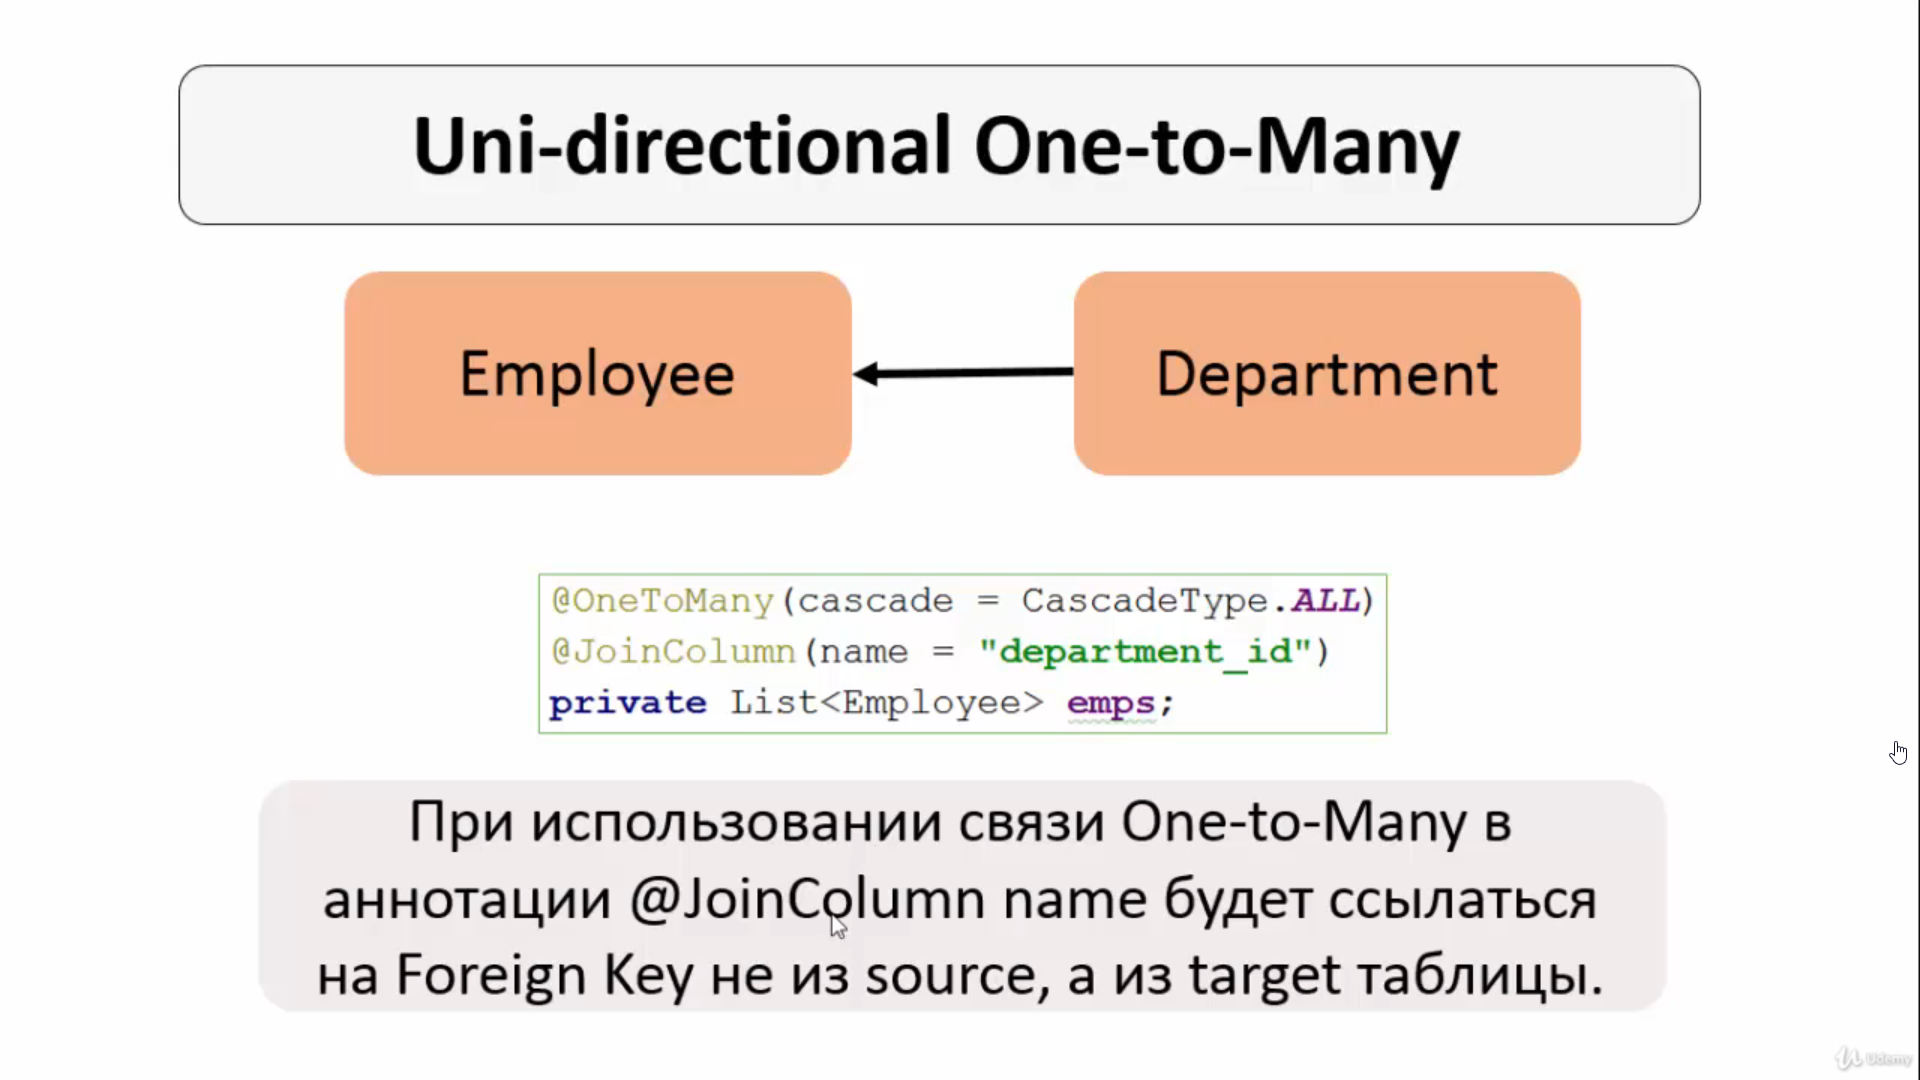 Uni-directional One-to-Many
Employee
Department
@OneToMany(cascade = CascadeType.ALL)
@JoinColumn(name = "department_id")
private List<Employee> emps;
При использовании связи One-to-Many в
аннотации @JoinColumn name будет ссылаться
на Foreign Key не из source, а из target таблицы.
Udemy